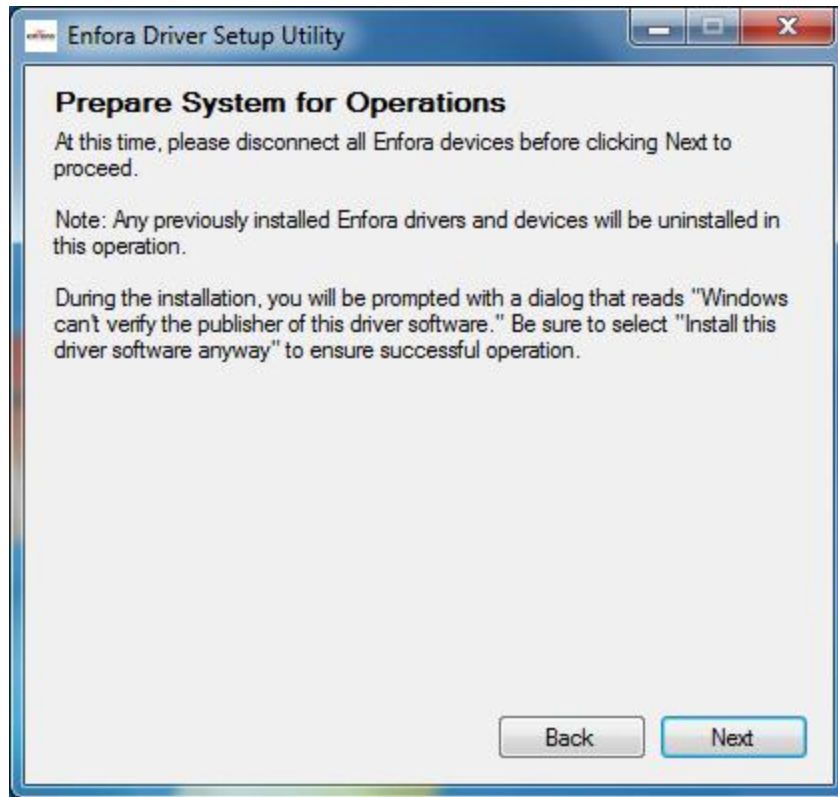 Enfora Driver Setup Utility
Prepare System for Operations
At this time, please disconnect all Enfora devices before clicking Next to
proceed.
Note: Any previously installed Enfora drivers and devices will be uninstalled in
this operation.
During the installation, you will be prompted with a dialog that reads "Windows
can't verify the publisher of this driver software." Be sure to select "Install this
driver software anyway" to ensure successful operation.
Back
Next